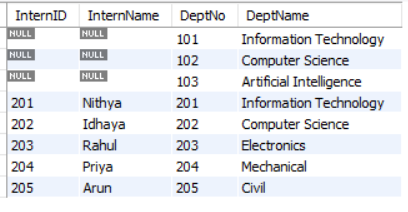 InternID InternName DeptNo DeptName
NULL NULL 101 Information Technology
NULL NULL 102 Computer Science
NULL NULL 103 Artificial Intelligence
201 Nithya 201 Information Technology
202 Idhaya 202 Computer Science
203 Rahul 203 Electronics
204 Priya 204 Mechanical
205 Arun 205 Civil